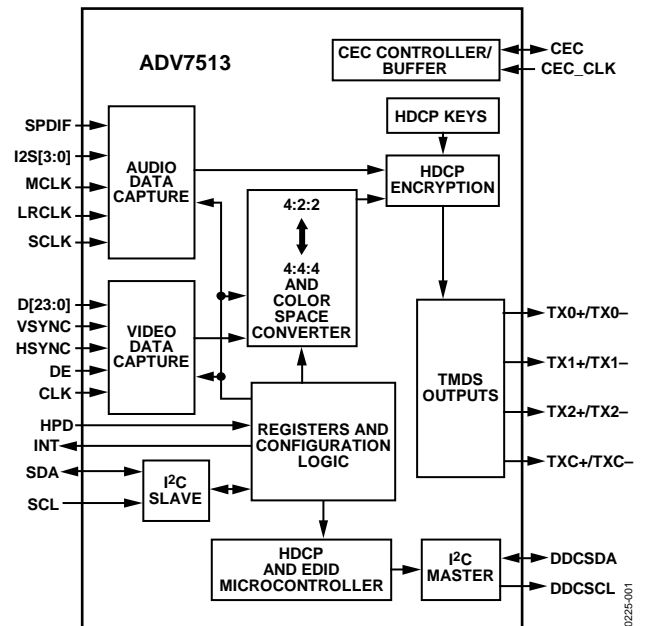 ADV7513
CEC CONTROLLER/
BUFFER
CEC
CEC_CLK
HDCP KEYS
HDCP
ENCRYPTION
SPDIF
I2S[3:0]
MCLK
LRCLK
SCLK
AUDIO
DATA
CAPTURE
4:2:2
4:4:4
AND
COLOR
SPACE
CONVERTER
D[23:0]
VSYNC
HSYNC
DE
CLK
VIDEO
DATA
CAPTURE
TMDS
OUTPUTS
TX0+/TX0–
TX1+/TX1–
TX2+/TX2–
TXC+/TXC–
HPD
INT
REGISTERS AND
CONFIGURATION
LOGIC
SDA
SCL
I2C
SLAVE
HDCP
AND EDID
MICROCONTROLLER
I2C
MASTER
DDCSDA
DDCSCL
0225-001